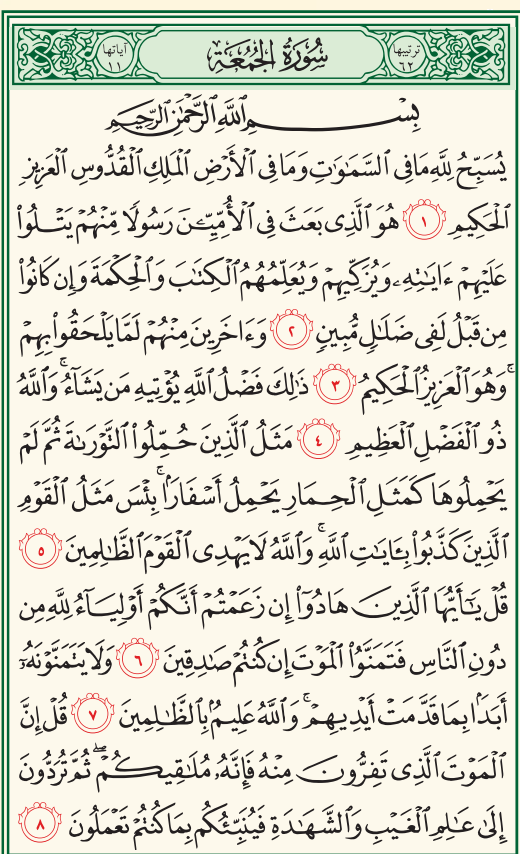 ترتيبها ٦٢ سُورَةُ الجُمُعَةِ آياتها ١١
بِسْمِ ٱللَّهِ ٱلرَّحْمَٰنِ ٱلرَّحِيمِ
يُسَبِّحُ لِلَّهِ مَا فِى ٱلسَّمَٰوَٰتِ وَمَا فِى ٱلْأَرْضِ ٱلْمَلِكِ ٱلْقُدُّوسِ ٱلْعَزِيزِ
ٱلْحَكِيمِ ١ هُوَ ٱلَّذِى بَعَثَ فِى ٱلْأُمِّيِّـۧنَ رَسُولًا مِّنْهُمْ يَتْلُوا۟
عَلَيْهِمْ ءَايَٰتِهِۦ وَيُزَكِّيهِمْ وَيُعَلِّمُهُمُ ٱلْكِتَٰبَ وَٱلْحِكْمَةَ وَإِن كَانُوا۟
مِن قَبْلُ لَفِى ضَلَٰلٍ مُّبِينٍ ٢ وَءَاخَرِينَ مِنْهُمْ لَمَّا يَلْحَقُوا۟ بِهِمْ
ۚ وَهُوَ ٱلْعَزِيزُ ٱلْحَكِيمُ ٣ ذَٰلِكَ فَضْلُ ٱللَّهِ يُؤْتِيهِ مَن يَشَآءُ ۚ وَٱللَّهُ
ذُو ٱلْفَضْلِ ٱلْعَظِيمِ ٤ مَثَلُ ٱلَّذِينَ حُمِّلُوا۟ ٱلتَّوْرَىٰةَ ثُمَّ لَمْ
يَحْمِلُوهَا كَمَثَلِ ٱلْحِمَارِ يَحْمِلُ أَسْفَارًۢا ۚ بِئْسَ مَثَلُ ٱلْقَوْمِ
ٱلَّذِينَ كَذَّبُوا۟ بِـَٔايَٰتِ ٱللَّهِ ۚ وَٱللَّهُ لَا يَهْدِى ٱلْقَوْمَ ٱلظَّٰلِمِينَ ٥
قُلْ يَٰٓأَيُّهَا ٱلَّذِينَ هَادُوٓا۟ إِن زَعَمْتُمْ أَنَّكُمْ أَوْلِيَآءُ لِلَّهِ مِن
دُونِ ٱلنَّاسِ فَتَمَنَّوُا۟ ٱلْمَوْتَ إِن كُنتُمْ صَٰدِقِينَ ٦ وَلَا يَتَمَنَّوْنَهُۥٓ
أَبَدًۢا بِمَا قَدَّمَتْ أَيْدِيهِمْ ۚ وَٱللَّهُ عَلِيمٌۢ بِٱلظَّٰلِمِينَ ٧ قُلْ إِنَّ
ٱلْمَوْتَ ٱلَّذِى تَفِرُّونَ مِنْهُ فَإِنَّهُۥ مُلَٰقِيكُمْ ۖ ثُمَّ تُرَدُّونَ
إِلَىٰ عَٰلِمِ ٱلْغَيْبِ وَٱلشَّهَٰدَةِ فَيُنَبِّئُكُم بِمَا كُنتُمْ تَعْمَلُونَ ٨